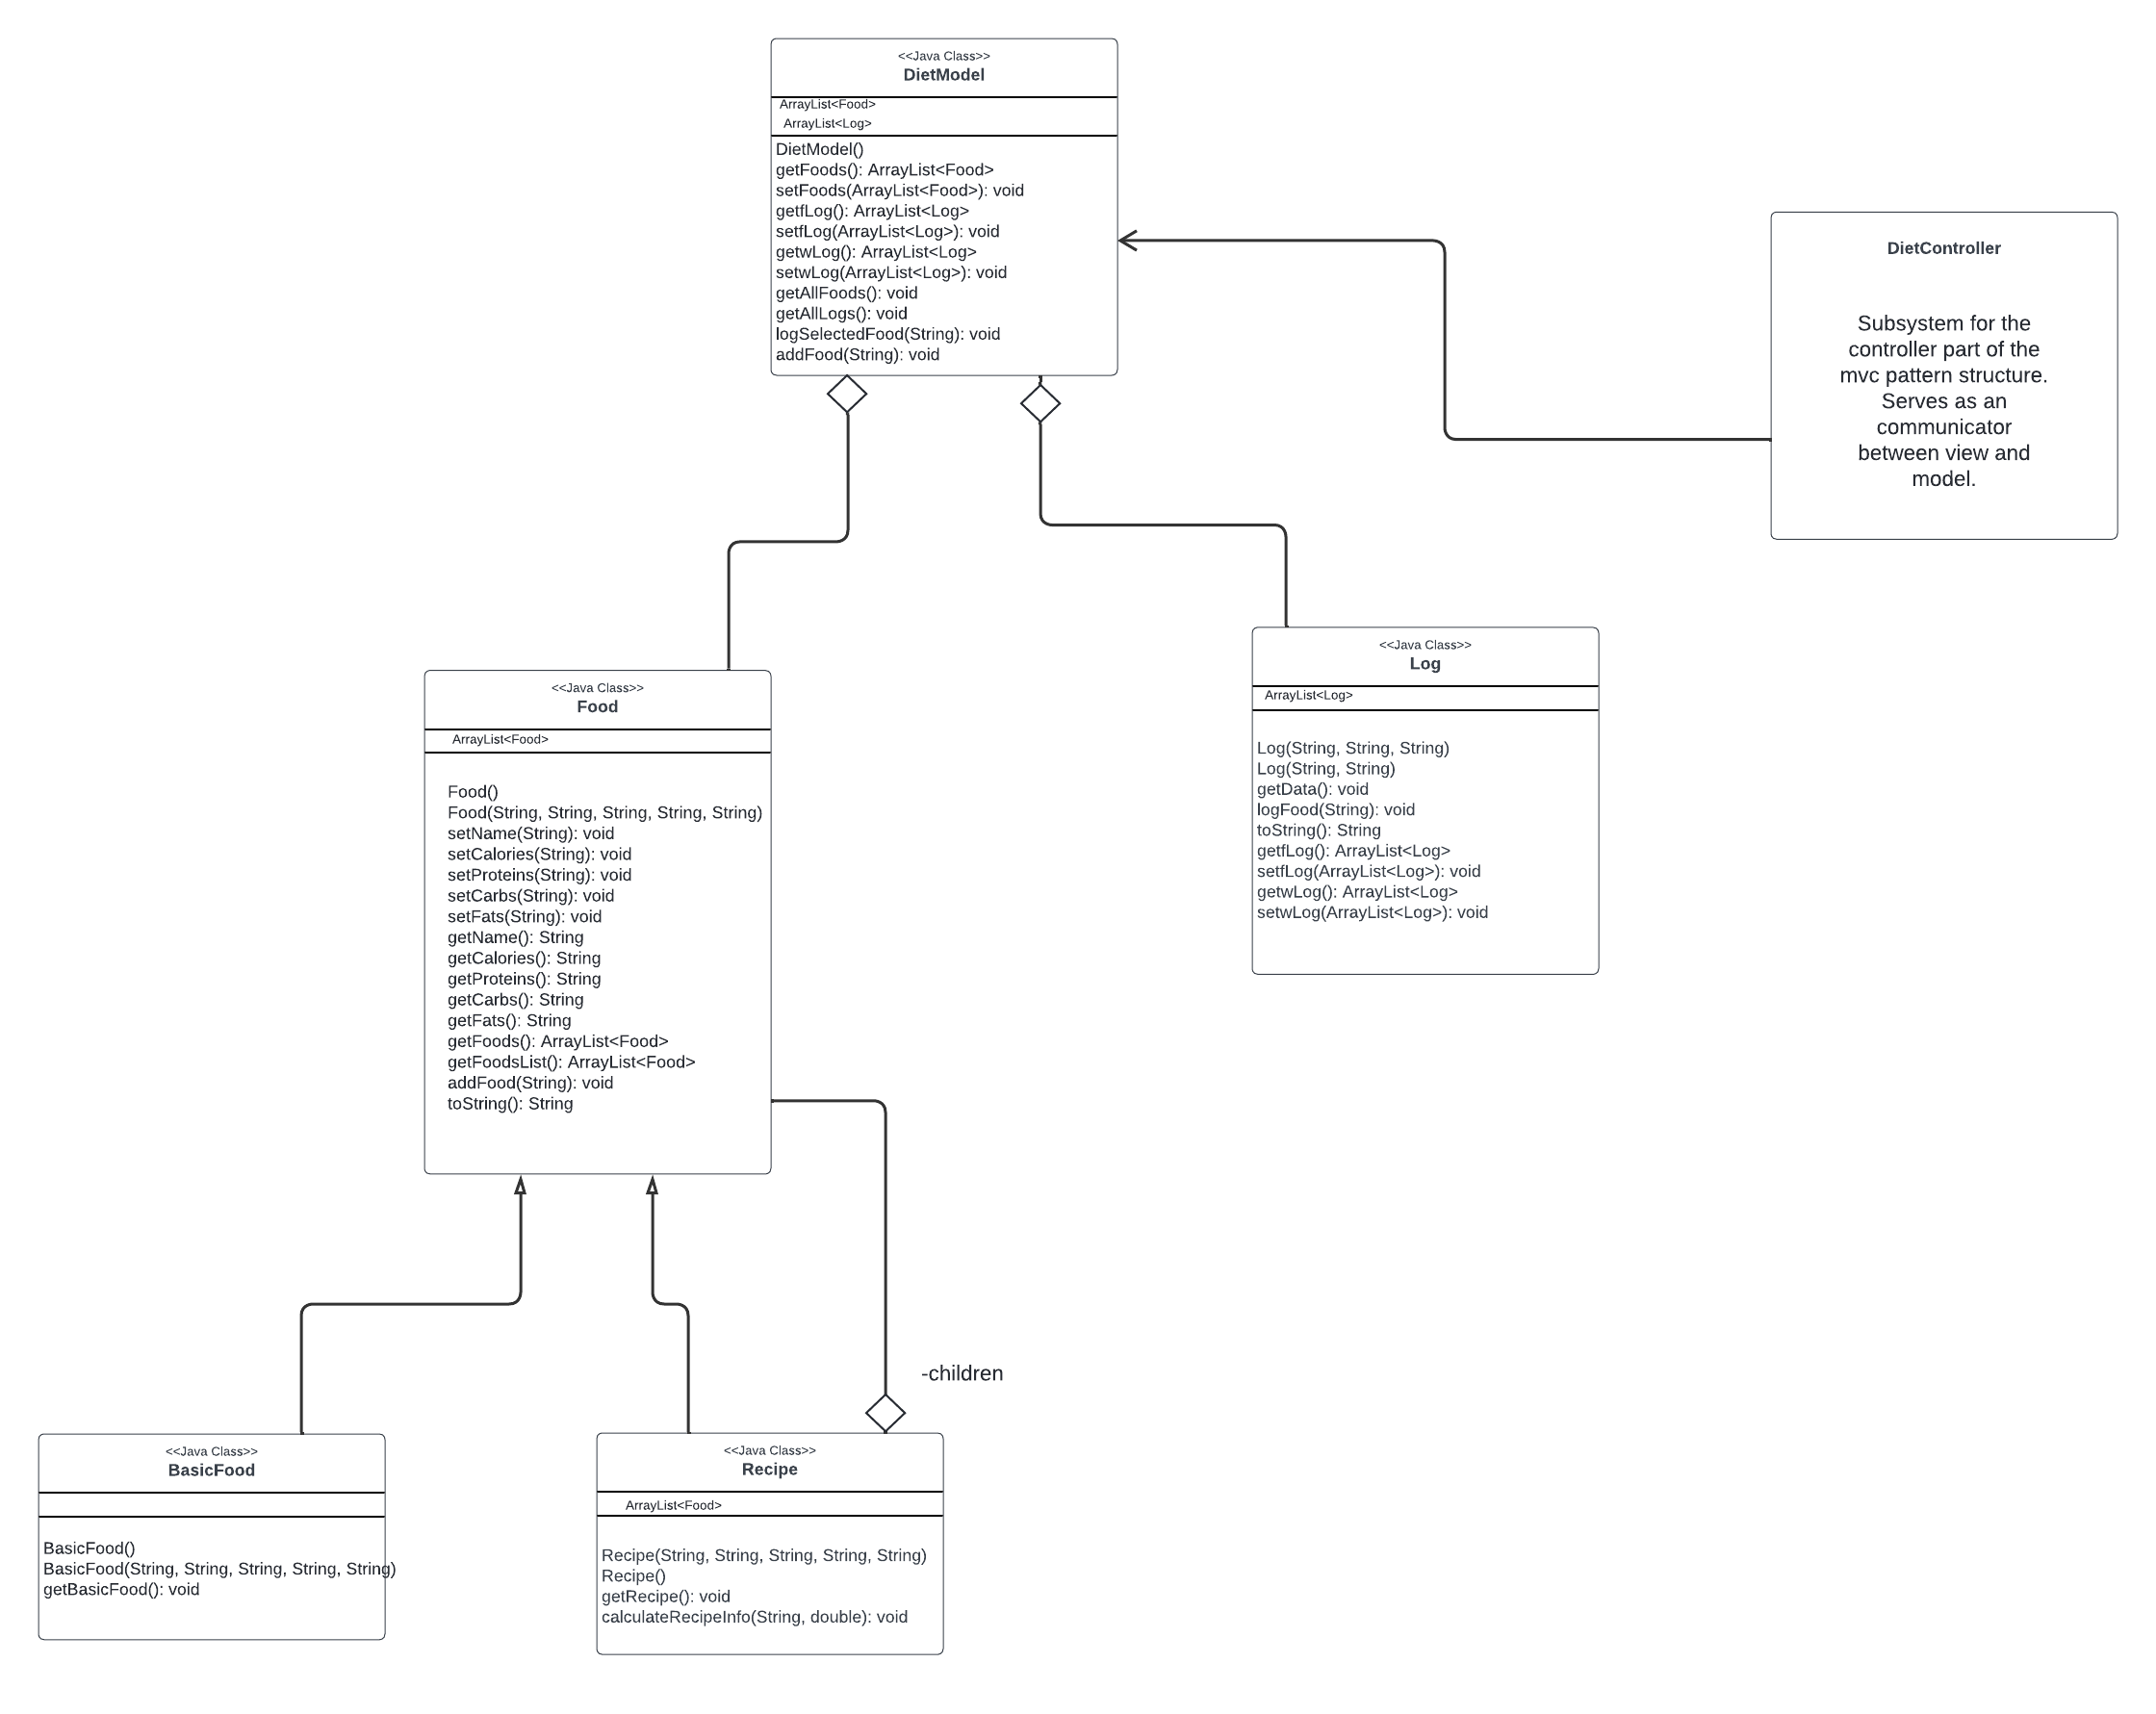 <<Java Class>>
DietModel
ArrayList<Food>
ArrayList<Log>
DietModel()
getFoods(): ArrayList<Food>
setFoods(ArrayList<Food>): void
getfLog(): ArrayList<Log>
setfLog(ArrayList<Log>): void
getwLog(): ArrayList<Log>
setwLog(ArrayList<Log>): void
getAllFoods(): void
getAllLogs(): void
logSelectedFood(String): void
addFood(String): void
DietController
Subsystem for the
controller part of the
mvc pattern structure.
Serves as an
communicator
between view and
model.
<<Java Class>>
Log
ArrayList<Log>
Log(String, String, String)
Log(String, String)
getData(): void
logFood(String): void
toString(): String
getfLog(): ArrayList<Log>
setfLog(ArrayList<Log>): void
getwLog(): ArrayList<Log>
setwLog(ArrayList<Log>): void
<<Java Class>>
Food
ArrayList<Food>
Food()
Food(String, String, String, String, String)
setName(String): void
setCalories(String): void
setProteins(String): void
setCarbs(String): void
setFats(String): void
getName(): String
getCalories(): String
getProteins(): String
getCarbs(): String
getFats(): String
getFoods(): ArrayList<Food>
getFoodsList(): ArrayList<Food>
addFood(String): void
toString(): String
-children
<<Java Class>>
BasicFood
BasicFood()
BasicFood(String, String, String, String, String)
getBasicFood(): void
<<Java Class>>
Recipe
ArrayList<Food>
Recipe(String, String, String, String, String)
Recipe()
getRecipe(): void
calculateRecipeInfo(String, double): void